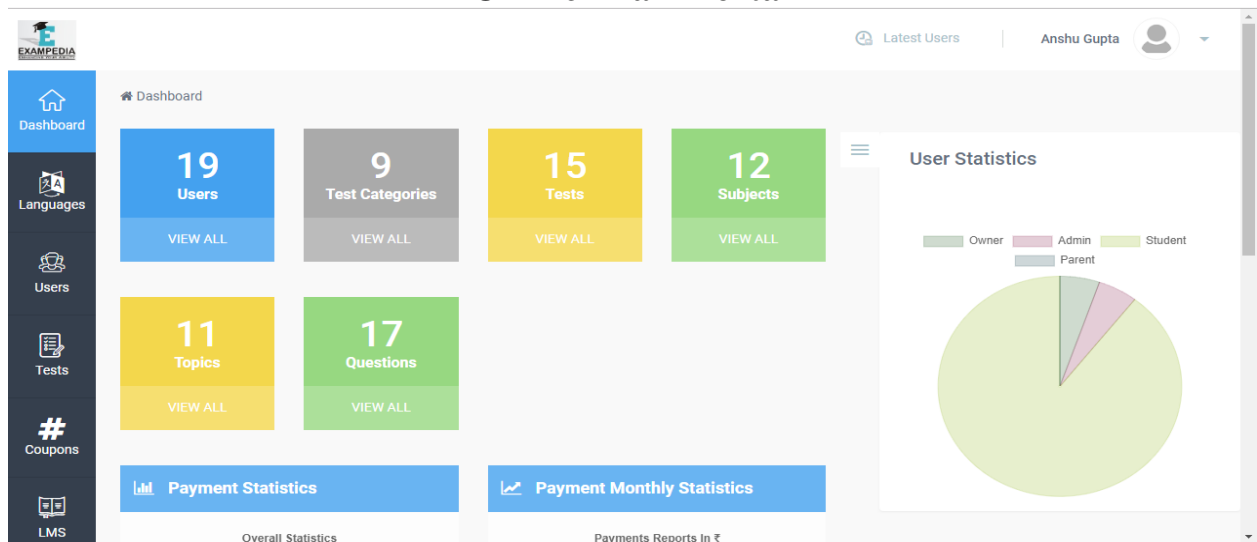 EXAMPEDIA
Latest Users
Anshu Gupta
Dashboard
Languages
Users
Tests
#
Coupons
LMS
Dashboard
19
Users
VIEW ALL
9
Test Categories
VIEW ALL
15
Tests
VIEW ALL
12
Subjects
VIEW ALL
11
Topics
VIEW ALL
17
Questions
VIEW ALL
Payment Statistics
Overall Statistics
Payment Monthly Statistics
Payments Reports In ₹
User Statistics
Owner Admin Student
Parent